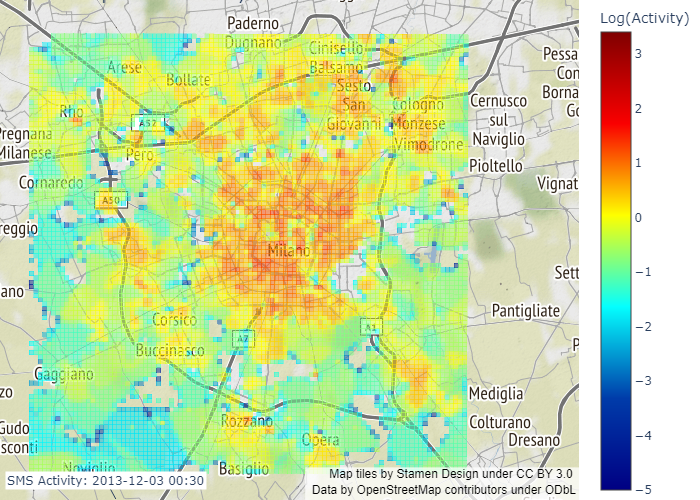 Paderno
Dugnano
Cinisello
Balsamo
Arese
Bollate
Sesto
San
Giovanni
Cologno
Monzese
Vimodrone
Rho
A52
Pero
Pregnana
Milanese
Cornaredo
A50
Cernusco
sul
Naviglio
Pioltello
Pessa
Con
Borna
Go
Vignat
reggio
Milano
Sett
ano
Pantigliate
Corsico
A7
A1
Buccinasco
P
Gaggiano
zo
Mediglia
Gudo
sconti
Rozzano
Opera
Colturano
Dresano
Noviglio
Basiglio
SMS Activity: 2013-12-03 00:30
Map tiles by Stamen Design under CC BY 3.0
Data by OpenStreetMap contributors under ODbL
Log(Activity)
3
2
1
0
−1
−2
−3
−4
−5